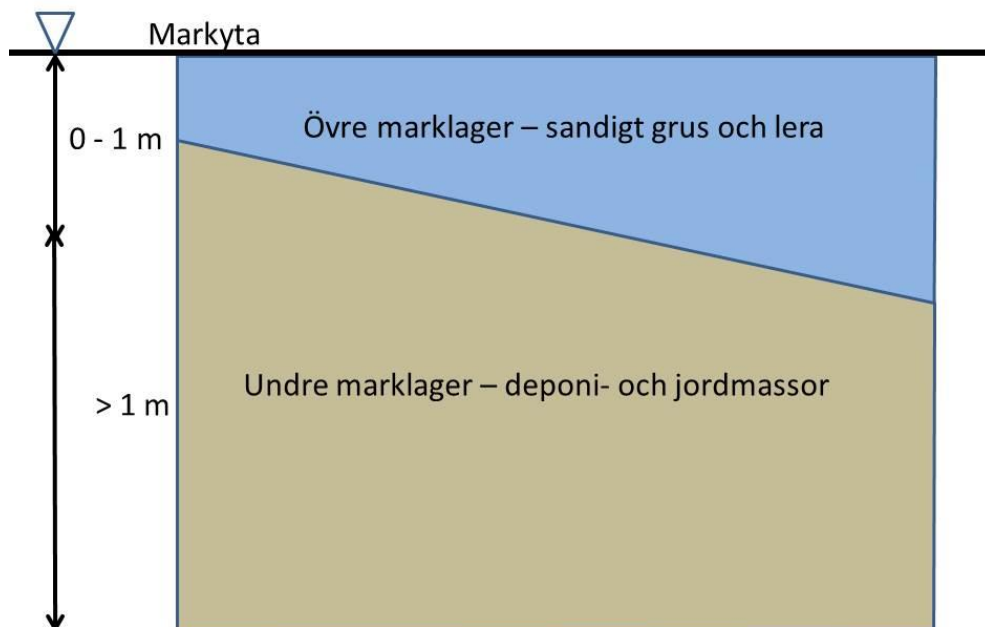 Markyta
0 - 1 m
Övre marklager – sandigt grus och lera
Undre marklager – deponi- och jordmassor
> 1 m